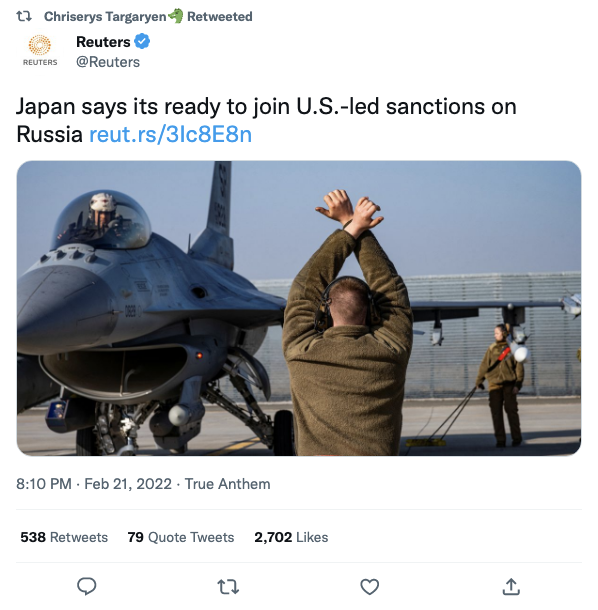 Chriserys Targaryen🐉 Retweeted
Reuters
REUTERS
@Reuters
Japan says its ready to join U.S.-led sanctions on
Russia reut.rs/3Ic8E8n
8:10 PM · Feb 21, 2022 · True Anthem
538 Retweets 79 Quote Tweets 2,702 Likes